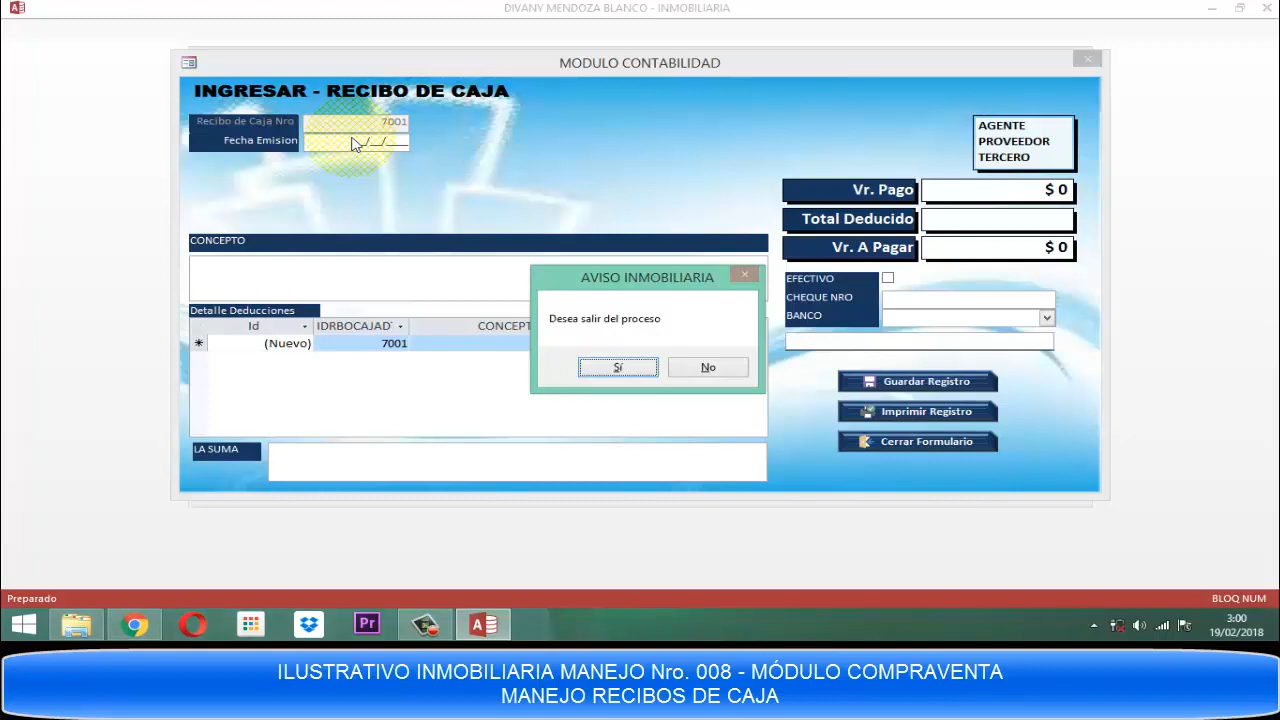 DIVANY MENDOZA BLANCO - INMOBILIARIA
MODULO CONTABILIDAD
INGRESAR - RECIBO DE CAJA
Recibo de Caja Nro 7001
Fecha Emision _/__/____
AGENTE
PROVEEDOR
TERCERO
Vr. Pago $ 0
Total Deducido
Vr. A Pagar $ 0
CONCEPTO
EFECTIVO
CHEQUE NRO
BANCO
Detalle Deducciones
Id IDRBOCAJAD CONCEPT
(Nuevo) 7001
AVISO INMOBILIARIA
Desea salir del proceso
Sí No
Guardar Registro
Imprimir Registro
Cerrar Formulario
LA SUMA
Preparado BLOQ NUM
Pr
3:00
19/02/2018
ILUSTRATIVO INMOBILIARIA MANEJO Nro. 008 - MÓDULO COMPRAVENTA
MANEJO RECIBOS DE CAJA